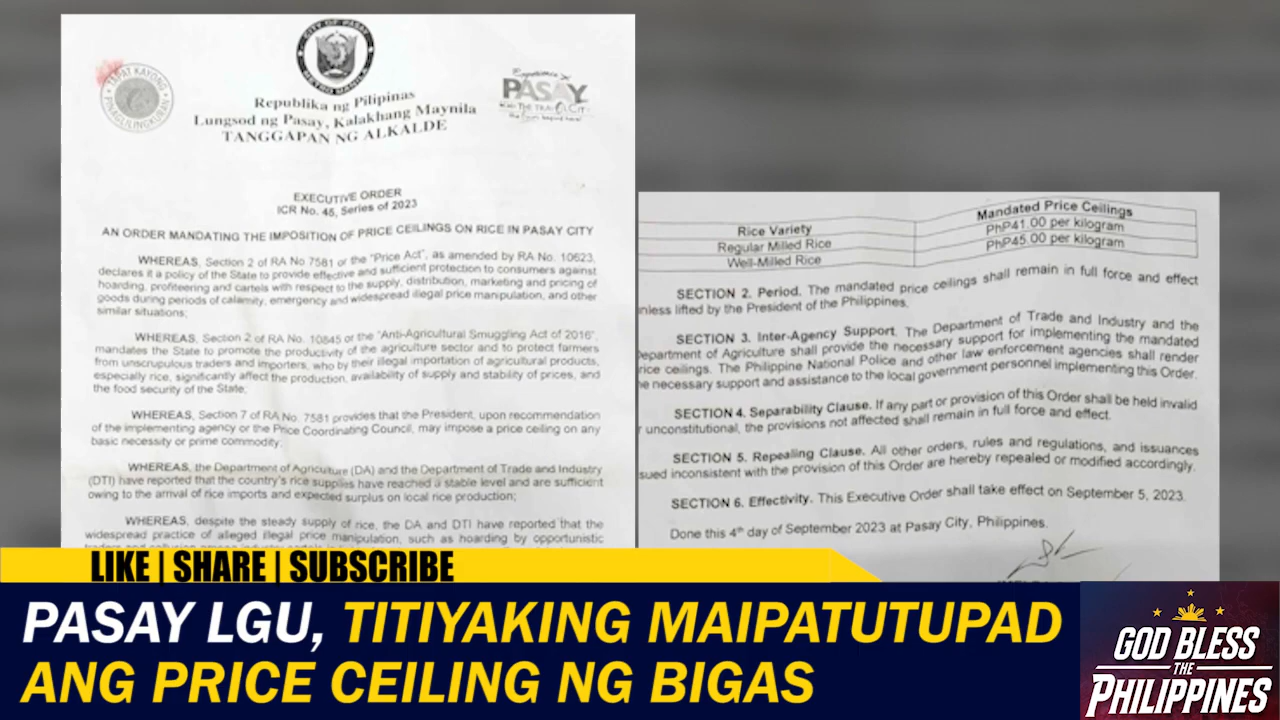 CITY OF PASAY
METRO MANILA
TAPAT KAYONG
PINAGLILINGKURAN
PASAY
Republika ng Pilipinas
Lungsod ng Pasay, Kalakhang Maynila
TANGGAPAN NG ALKALDE
EXECUTIVE ORDER
ICR No. 45, Series of 2023
AN ORDER MANDATING THE IMPOSITION OF PRICE CEILINGS ON RICE IN PASAY CITY
WHEREAS, Section 2 of RA No 7581 or the "Price Act", as amended by RA No. 10623,
declares it a policy of the State to provide effective and sufficient protection to consumers against
hoarding, profiteering and cartels with respect to the supply, distribution, marketing and pricing of
goods during periods of calamity, emergency and widespread illegal price manipulation, and other
similar situations;
WHEREAS, Section 2 of RA No. 10845 or the "Anti-Agricultural Smuggling Act of 2016",
mandates the State to promote the productivity of the agriculture sector and to protect farmers
from unscrupulous traders and importers, who by their illegal importation of agricultural products,
especially rice, significantly affect the production, availability of supply and stability of prices, and
the food security of the State;
WHEREAS, Section 7 of RA No. 7581 provides that the President, upon recommendation
of the implementing agency or the Price Coordinating Council, may impose a price ceiling on any
basic necessity or prime commodity;
WHEREAS, the Department of Agriculture (DA) and the Department of Trade and Industry
(DTI) have reported that the country's rice supplies have reached a stable level and are sufficient
owing to the arrival of rice imports and expected surplus on local rice production;
WHEREAS, despite the steady supply of rice, the DA and DTI have reported that the
widespread practice of alleged illegal price manipulation, such as hoarding by opportunistic
Rice Variety Mandated Price Ceilings
Regular Milled Rice PhP41.00 per kilogram
Well-Milled Rice PhP45.00 per kilogram
SECTION 2. Period. The mandated price ceilings shall remain in full force and effect
nless lifted by the President of the Philippines.
SECTION 3. Inter-Agency Support. The Department of Trade and Industry and the
epartment of Agriculture shall provide the necessary support for implementing the mandated
rice ceilings. The Philippine National Police and other law enforcement agencies shall render
e necessary support and assistance to the local government personnel implementing this Order.
SECTION 4. Separability Clause. If any part or provision of this Order shall be held invalid
r unconstitutional, the provisions not affected shall remain in full force and effect.
SECTION 5. Repealing Clause. All other orders, rules and regulations, and issuances
sued inconsistent with the provision of this Order are hereby repealed or modified accordingly.
SECTION 6. Effectivity. This Executive Order shall take effect on September 5, 2023.
Done this 4th day of September 2023 at Pasay City, Philippines.
LIKE | SHARE | SUBSCRIBE
PASAY LGU, TITIYAKING MAIPATUTUPAD
ANG PRICE CEILING NG BIGAS
GOD BLESS
THE
PHILIPPINES